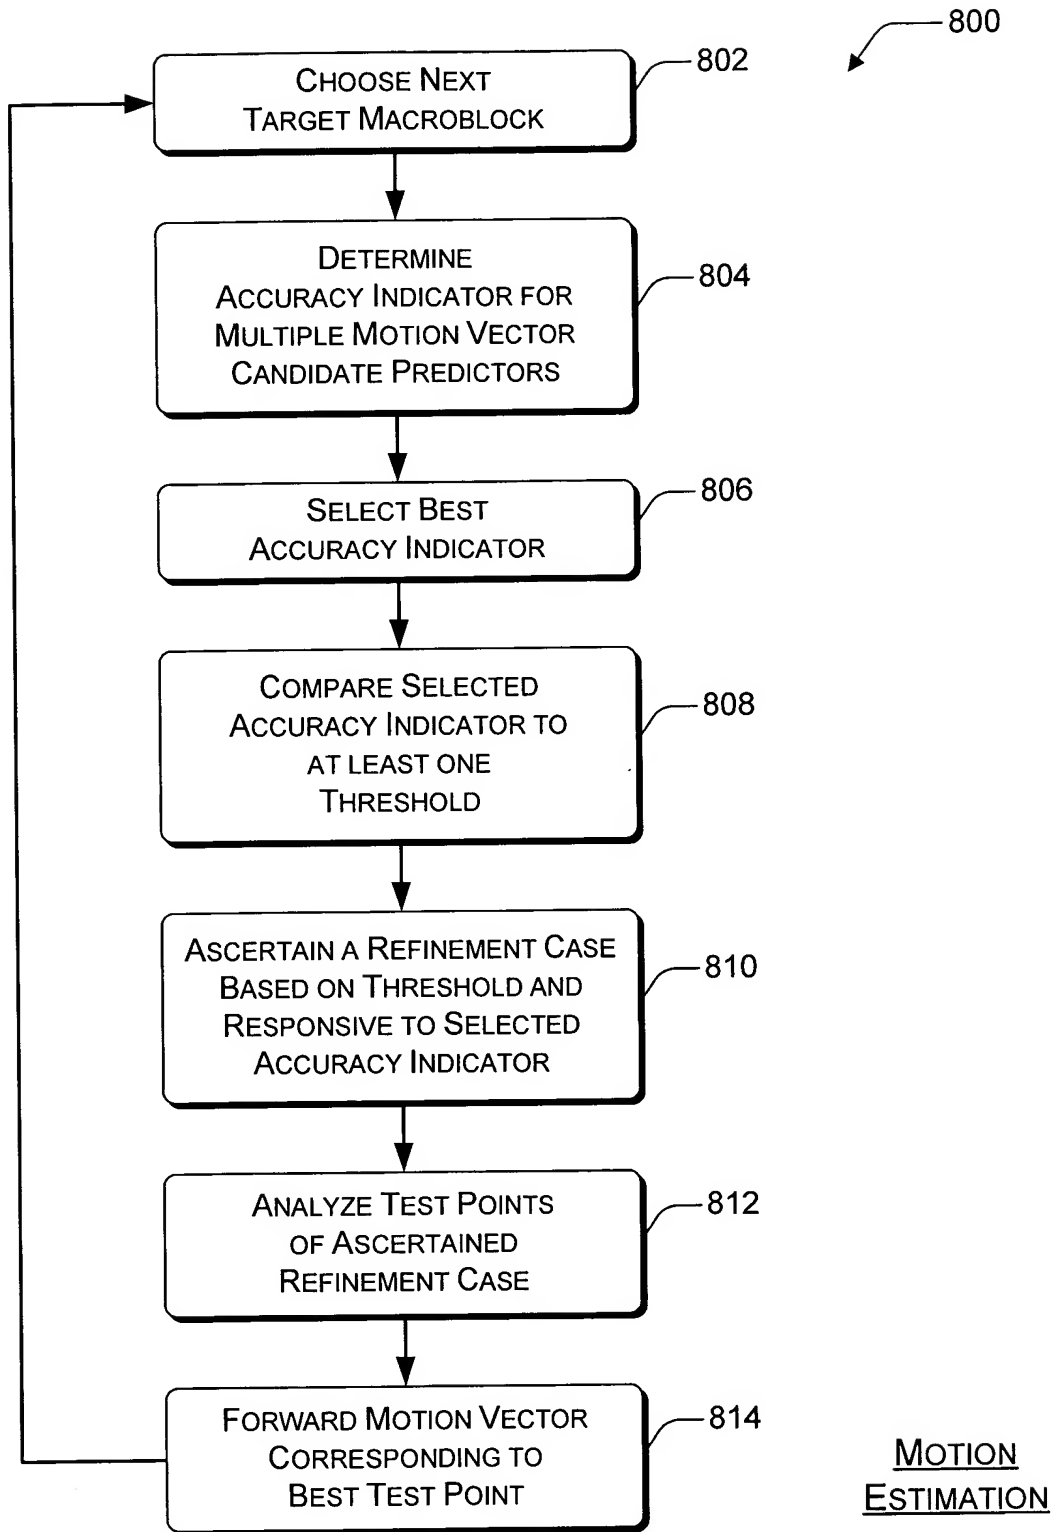 800
CHOOSE NEXT
TARGET MACROBLOCK
802
DETERMINE
ACCURACY INDICATOR FOR
MULTIPLE MOTION VECTOR
CANDIDATE PREDICTORS
804
SELECT BEST
ACCURACY INDICATOR
806
COMPARE SELECTED
ACCURACY INDICATOR TO
AT LEAST ONE
THRESHOLD
808
ASCERTAIN A REFINEMENT CASE
BASED ON THRESHOLD AND
RESPONSIVE TO SELECTED
ACCURACY INDICATOR
810
ANALYZE TEST POINTS
OF ASCERTAINED
REFINEMENT CASE
812
FORWARD MOTION VECTOR
CORRESPONDING TO
BEST TEST POINT
814
MOTION
ESTIMATION